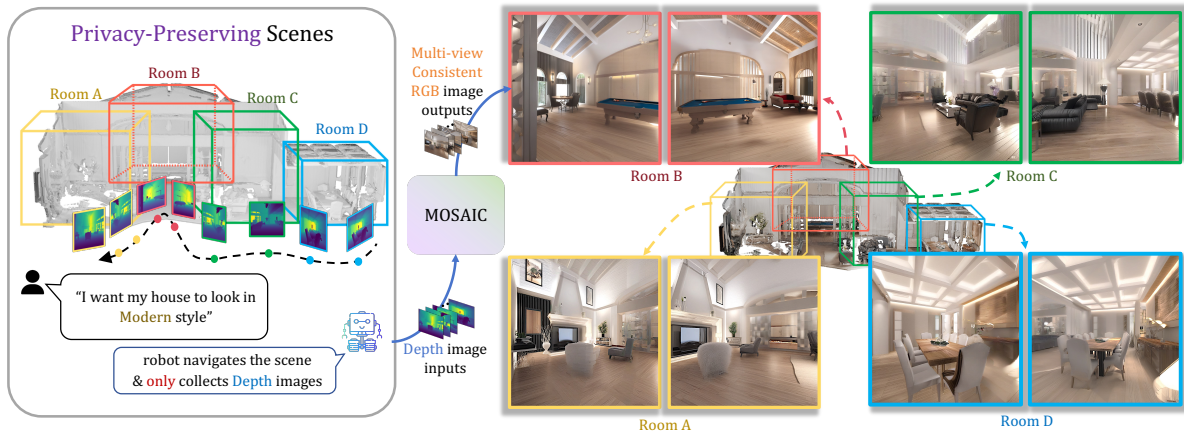 Privacy-Preserving Scenes
Room B
Room A
Room C
Room D
“I want my house to look in
Modern style”
robot navigates the scene
& only collects Depth images
Multi-view
Consistent
RGB image
outputs
MOSAIC
Depth image
inputs
Room B
Room C
Room A
Room D